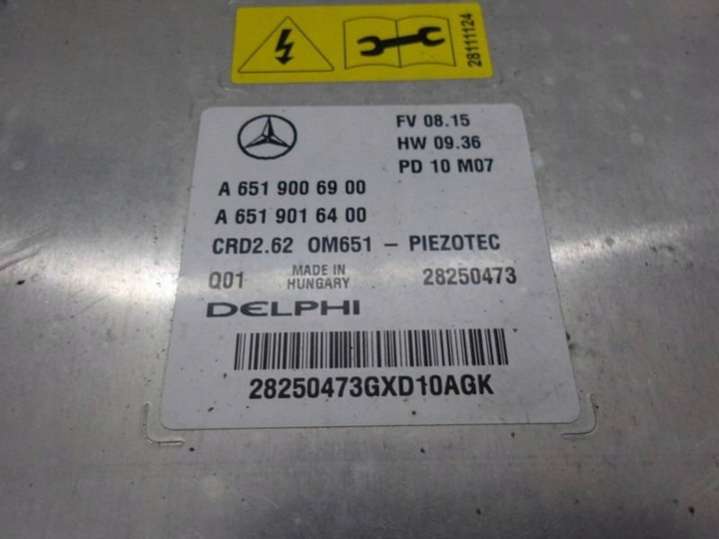 28111124
FV 08.15
HW 09.36
PD 10 M07
A 651 900 69 00
A 651 901 64 00
CRD2.62 OM651 – PIEZOTEC
Q01 MADE IN HUNGARY 28250473
DELPHI
28250473GXD10AGK